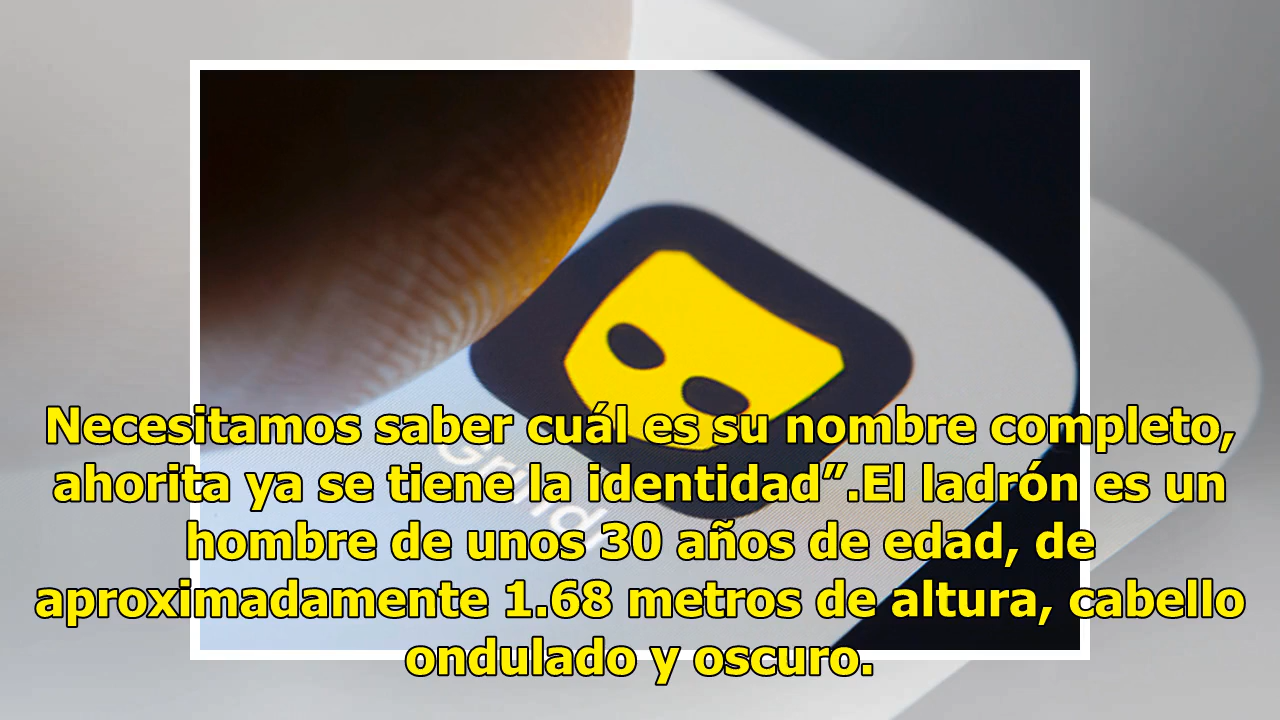 Necesitamos saber cuál es su nombre completo,
ahorita ya se tiene la identidad”.El ladrón es un
hombre de unos 30 años de edad, de
aproximadamente 1.68 metros de altura, cabello
ondulado y oscuro.
Grindr